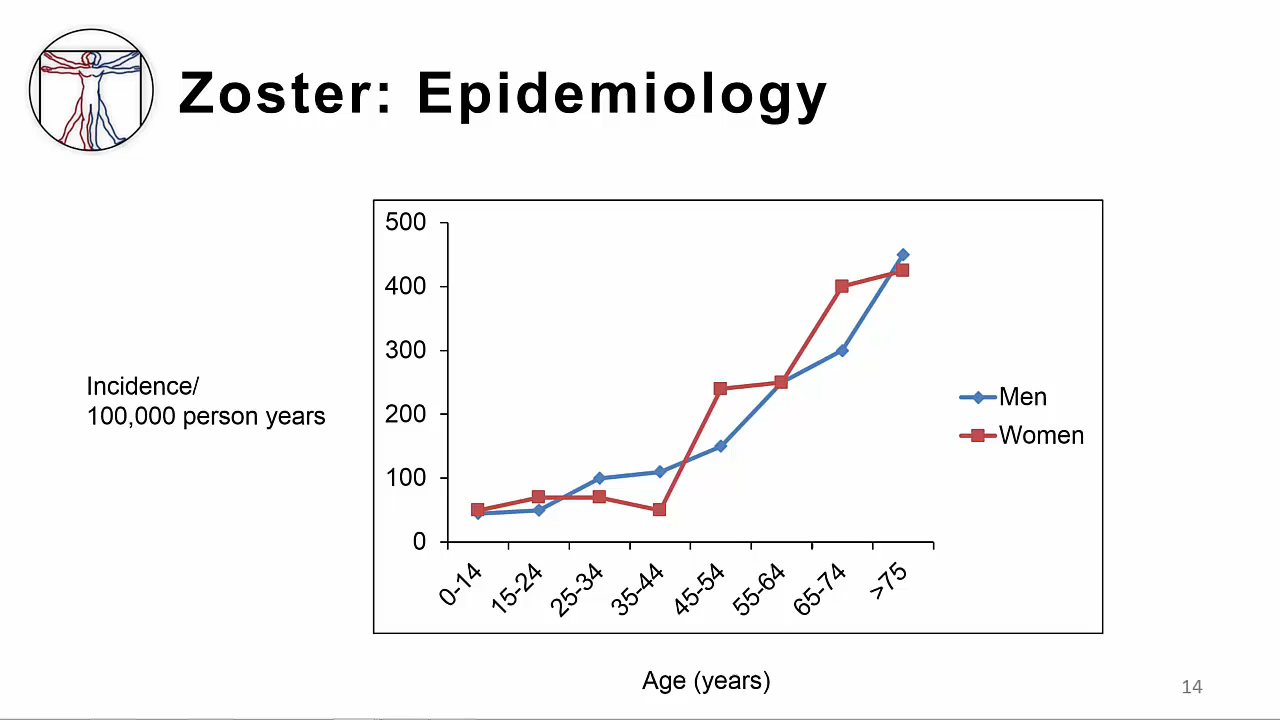 Zoster: Epidemiology
500
400
300
200
100
0
Incidence/
100,000 person years
Men
Women
0-14
15-24
25-34
35-44
45-54
55-64
65-74
>75
Age (years)
14